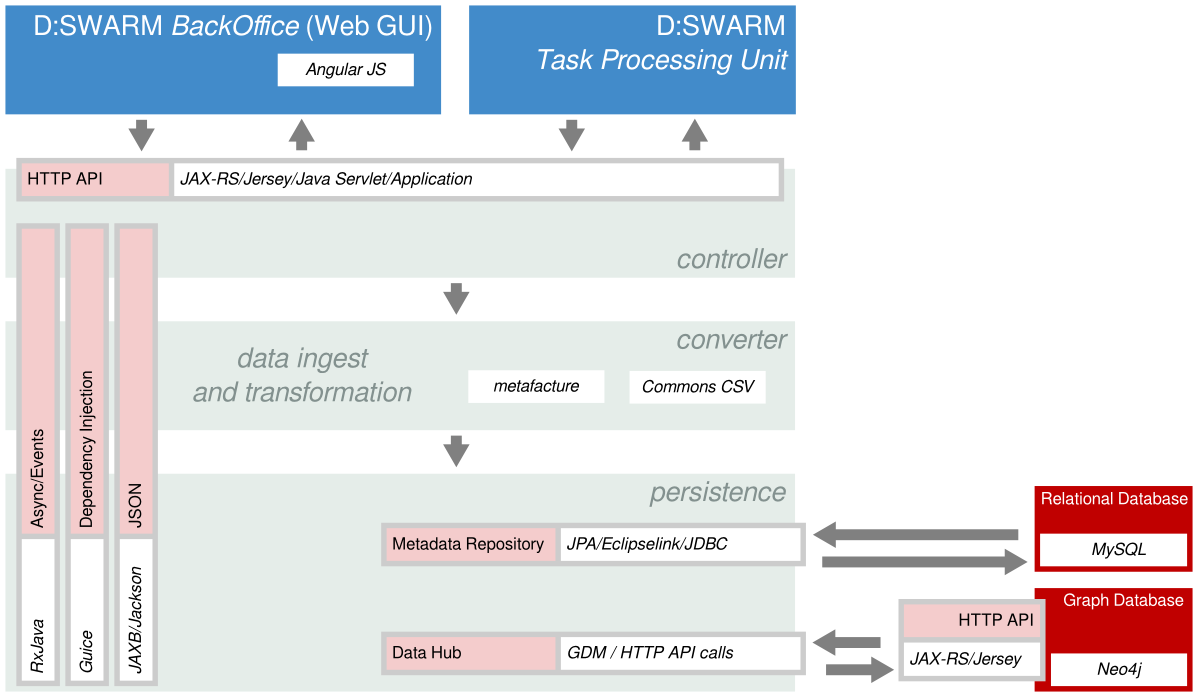 D:SWARM BackOffice (Web GUI)
Angular JS
D:SWARM
Task Processing Unit
HTTP API
JAX-RS/Jersey/Java Servlet/Application
controller
converter
data ingest
and transformation
metafacture
Commons CSV
persistence
Async/Events
RxJava
Dependency Injection
Guice
JSON
JAXB/Jackson
Metadata Repository
JPA/Eclipselink/JDBC
Relational Database
MySQL
Data Hub
GDM / HTTP API calls
HTTP API
JAX-RS/Jersey
Graph Database
Neo4j